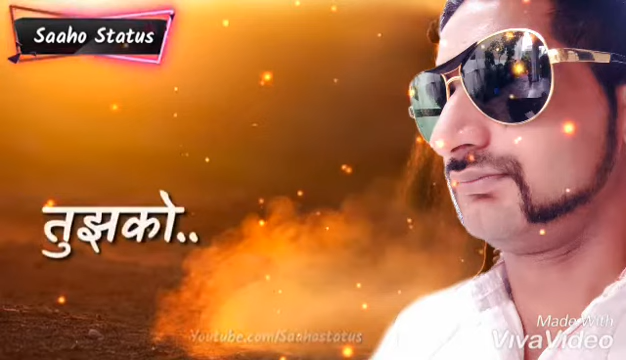 Saaho Status
तुझको..
Youtube.com/Saahostatus
Made With
VivaVideo